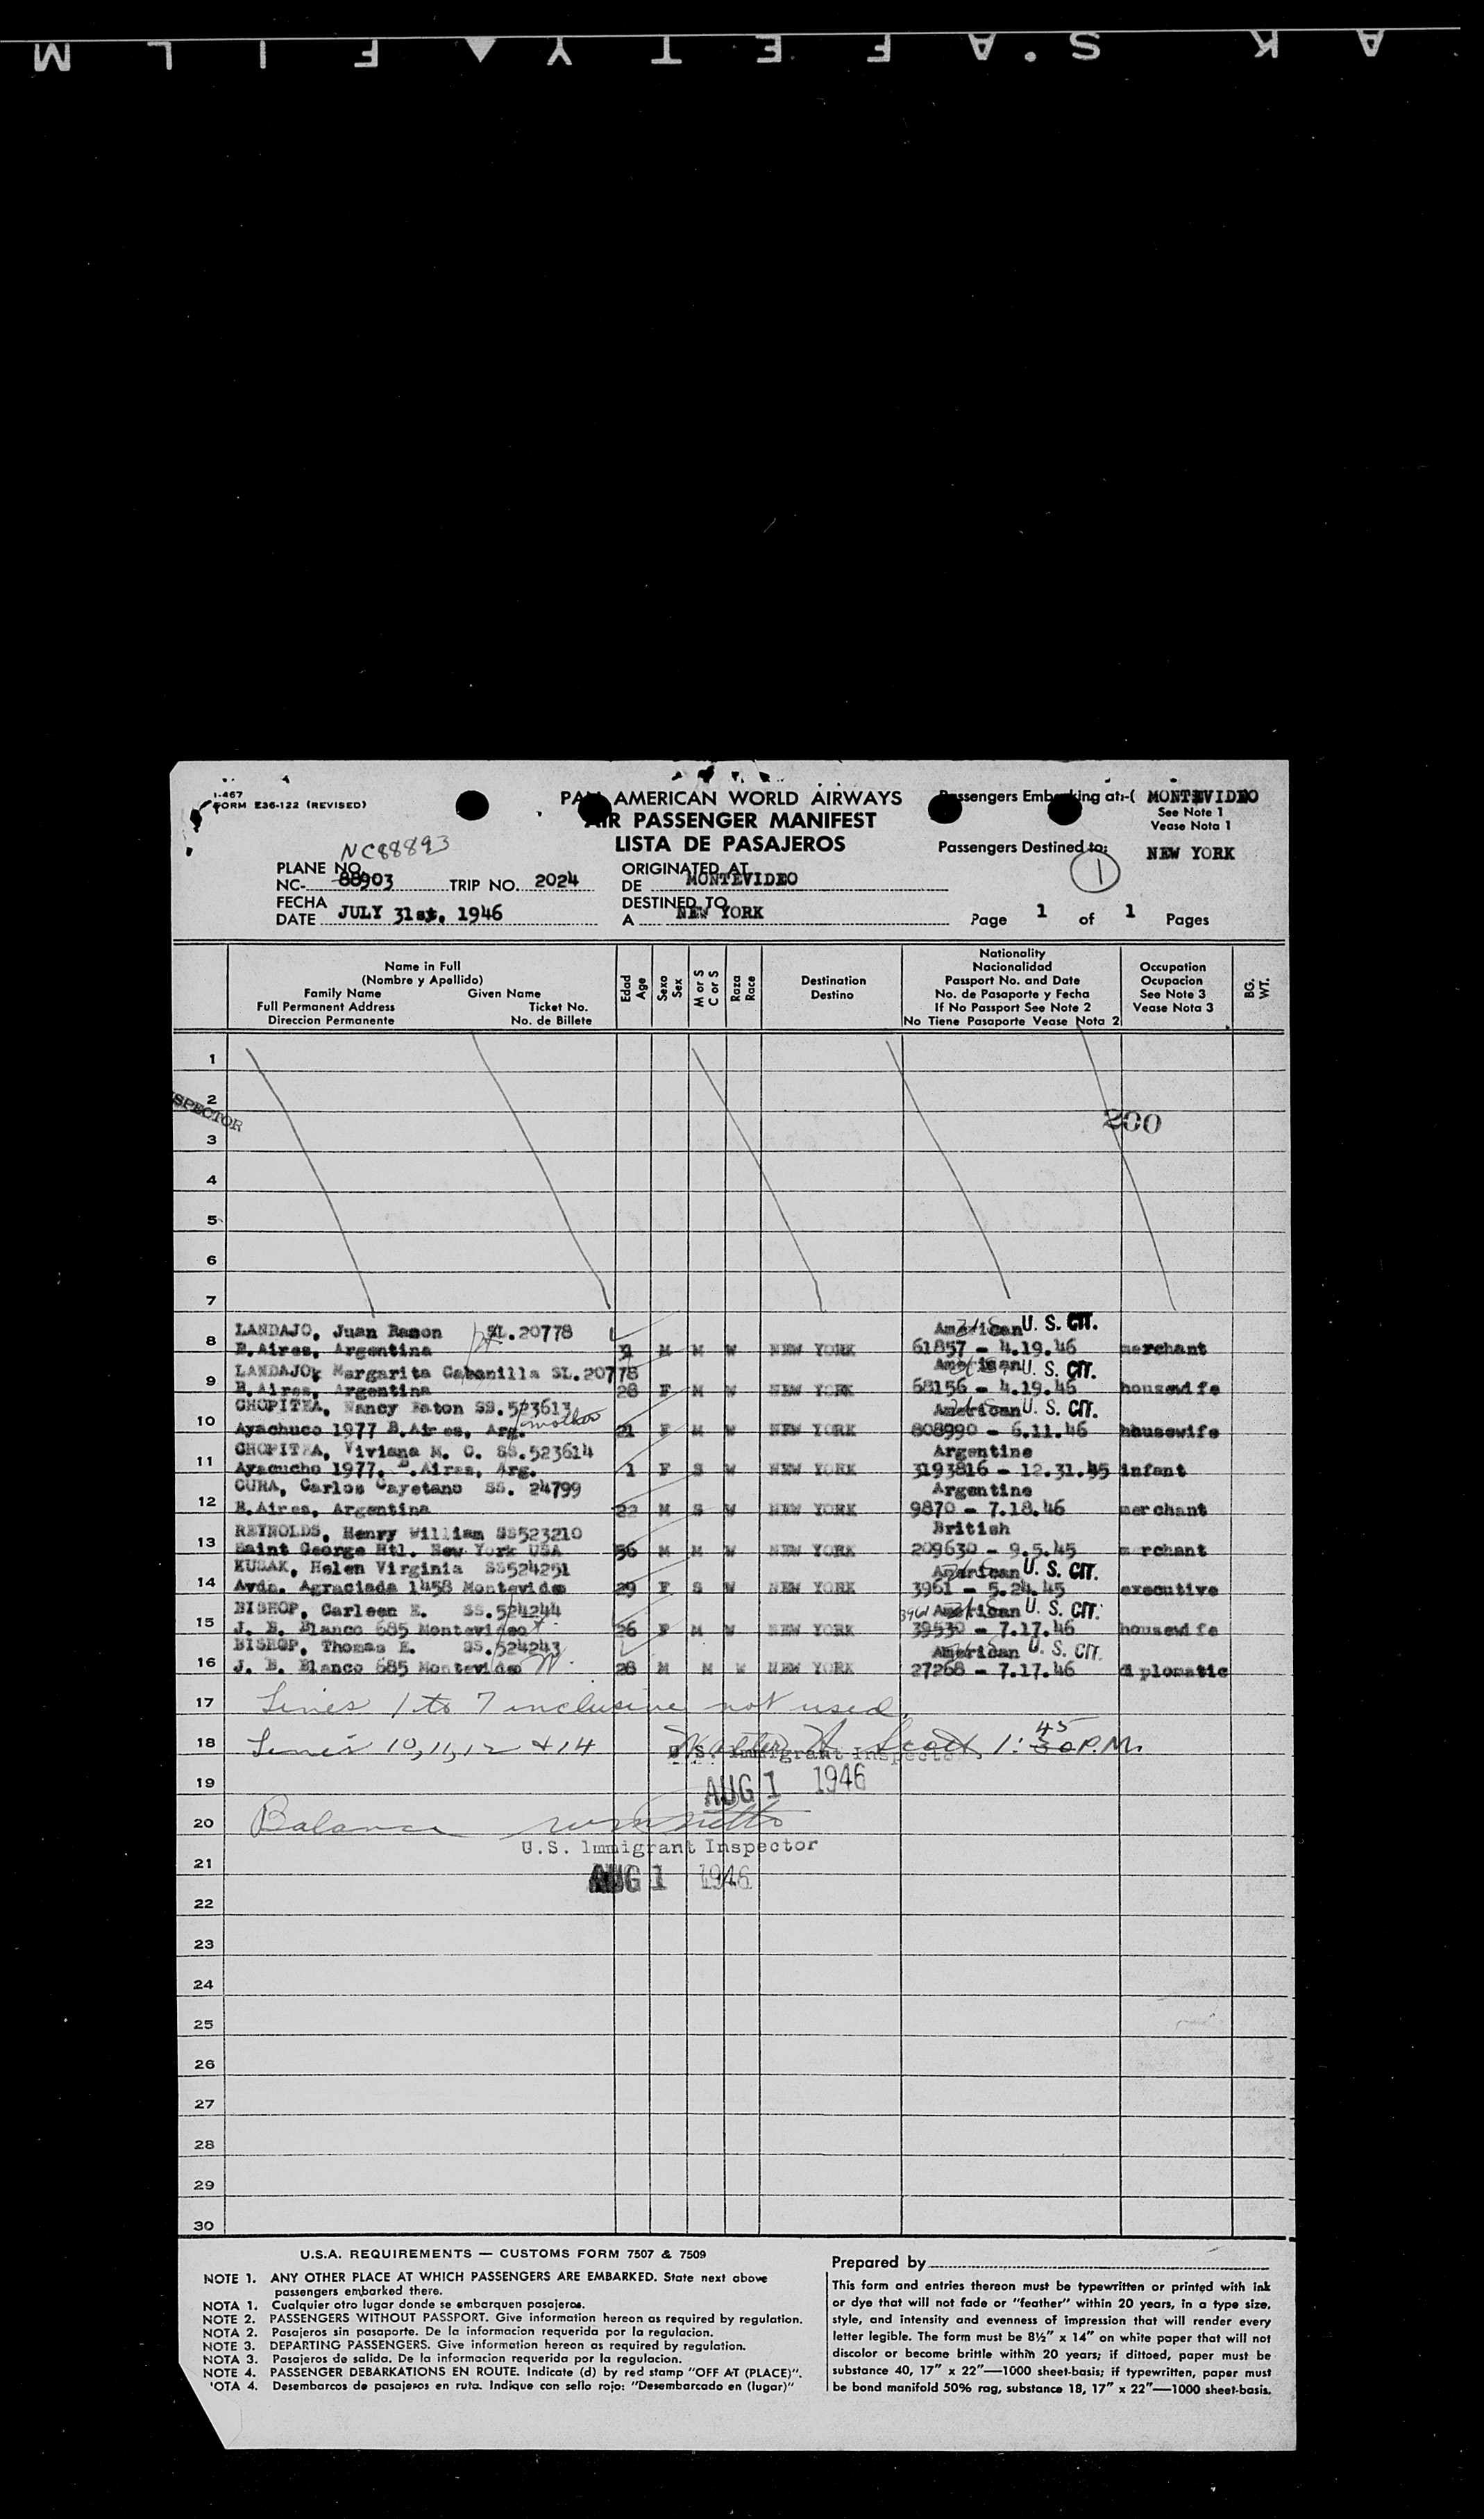 A K S•A F E T Y ▲ F I L M
I-467
FORM E36-122 (REVISED)
PAN AMERICAN WORLD AIRWAYS
AIR PASSENGER MANIFEST
LISTA DE PASAJEROS
Passengers Embarking at:-( MONTEVIDEO
See Note 1
Vease Nota 1
Passengers Destined to: NEW YORK
1
NC88893
PLANE NO.
NC- 88903 TRIP NO. 2024
FECHA
DATE JULY 31st, 1946
ORIGINATED AT
DE MONTEVIDEO
DESTINED TO
A NEW YORK
Page 1 of 1 Pages
Name in Full
(Nombre y Apellido)
Family Name Given Name
Full Permanent Address Ticket No.
Direccion Permanente No. de Billete
Edad Age
Sexo Sex
M or S C or S
Raza Race
Destination
Destino
Nationality
Nacionalidad
Passport No. and Date
No. de Pasaporte y Fecha
If No Passport See Note 2
No Tiene Pasaporte Vease Nota 2
Occupation
Ocupacion
See Note 3
Vease Nota 3
BG. WT.
1
2
SPECTOR
200
3
4
5
6
7
LANDAJO, Juan Ramon SL.20778 American U. S. CIT.
8 B.Aires, Argentina M M W NEW YORK 61857 - 4.19.46 merchant
LANDAJO, Margarita Cabanilla SL.20778 American U. S. CIT.
9 B.Aires, Argentina 28 F M W NEW YORK 68156 - 4.19.46 housewife
CHOPITEA, Nancy Eaton SS.523613 American U. S. CIT.
mother
10 Ayachuco 1977 B.Aires, Arg. 21 F M W NEW YORK 808990 - 6.11.46 housewife
CHOPITEA, Viviana M. C. SS.523614 Argentine
11 Ayacucho 1977, B.Aires, Arg. 1 F S W NEW YORK 3193816 - 12.31.45 infant
CURA, Carlos Cayetano SS. 24799 Argentine
12 B.Aires, Argentina 22 M S W NEW YORK 9870 - 7.18.46 merchant
REYNOLDS, Henry William SS523210 British
13 Saint George Htl. New York USA 56 M M W NEW YORK 209630 - 9.5.45 merchant
KUSAK, Helen Virginia SS524251 American U. S. CIT.
14 Avda. Agraciada 1458 Montevideo 29 F S W NEW YORK 3961 - 5.24.45 executive
BISHOP, Carleen E. SS.524244 3961 American U. S. CIT.
15 J. B. Blanco 685 Montevideo 26 F M W NEW YORK 39530 - 7.17.46 housewife
BISHOP, Thomas E. SS.524243 American U. S. CIT.
16 J. B. Blanco 685 Montevideo 28 M M W NEW YORK 27268 - 7.17.46 diplomatic
17 Lines 1 to 7 inclusive not used.
18 Lines 10, 11, 12 & 14 Walter H. Scott, 1:30 45 P.M.
U.S. Immigrant Inspector
19 AUG 1 1946
20 Balance
U.S. Immigrant Inspector
21 AUG 1 1946
22
23
24
25
26
27
28
29
30
U.S.A. REQUIREMENTS — CUSTOMS FORM 7507 & 7509
NOTE 1. ANY OTHER PLACE AT WHICH PASSENGERS ARE EMBARKED. State next above
passengers embarked there.
NOTA 1. Cualquier otro lugar donde se embarquen pasajeros.
NOTE 2. PASSENGERS WITHOUT PASSPORT. Give information hereon as required by regulation.
NOTA 2. Pasajeros sin pasaporte. De la informacion requerida por la regulacion.
NOTE 3. DEPARTING PASSENGERS. Give information hereon as required by regulation.
NOTA 3. Pasajeros de salida. De la informacion requerida por la regulacion.
NOTE 4. PASSENGER DEBARKATIONS EN ROUTE. Indicate (d) by red stamp "OFF AT (PLACE)".
NOTA 4. Desembarcos de pasajeros en ruta. Indique con sello rojo: "Desembarcado en (lugar)"
Prepared by
This form and entries thereon must be typewritten or printed with ink
or dye that will not fade or "feather" within 20 years, in a type size,
style, and intensity and evenness of impression that will render every
letter legible. The form must be 8½" x 14" on white paper that will not
discolor or become brittle within 20 years; if dittoed, paper must be
substance 40, 17" x 22"—1000 sheet-basis; if typewritten, paper must
be bond manifold 50% rag, substance 18, 17" x 22"—1000 sheet-basis.